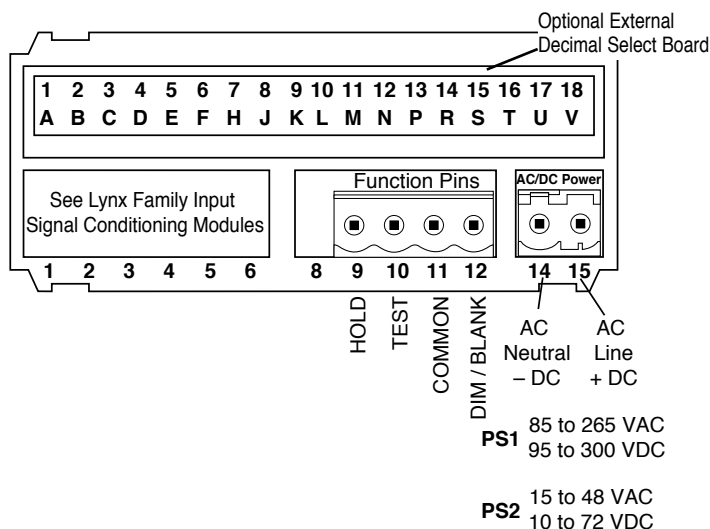 Optional External
Decimal Select Board
1 2 3 4 5 6 7 8 9 10 11 12 13 14 15 16 17 18
A B C D E F H J K L M N P R S T U V
See Lynx Family Input
Signal Conditioning Modules
Function Pins
AC/DC Power
1 2 3 4 5 6 8 9 10 11 12 14 15
HOLD
TEST
COMMON
DIM / BLANK
AC
Neutral
– DC
AC
Line
+ DC
PS1 85 to 265 VAC
95 to 300 VDC
PS2 15 to 48 VAC
10 to 72 VDC